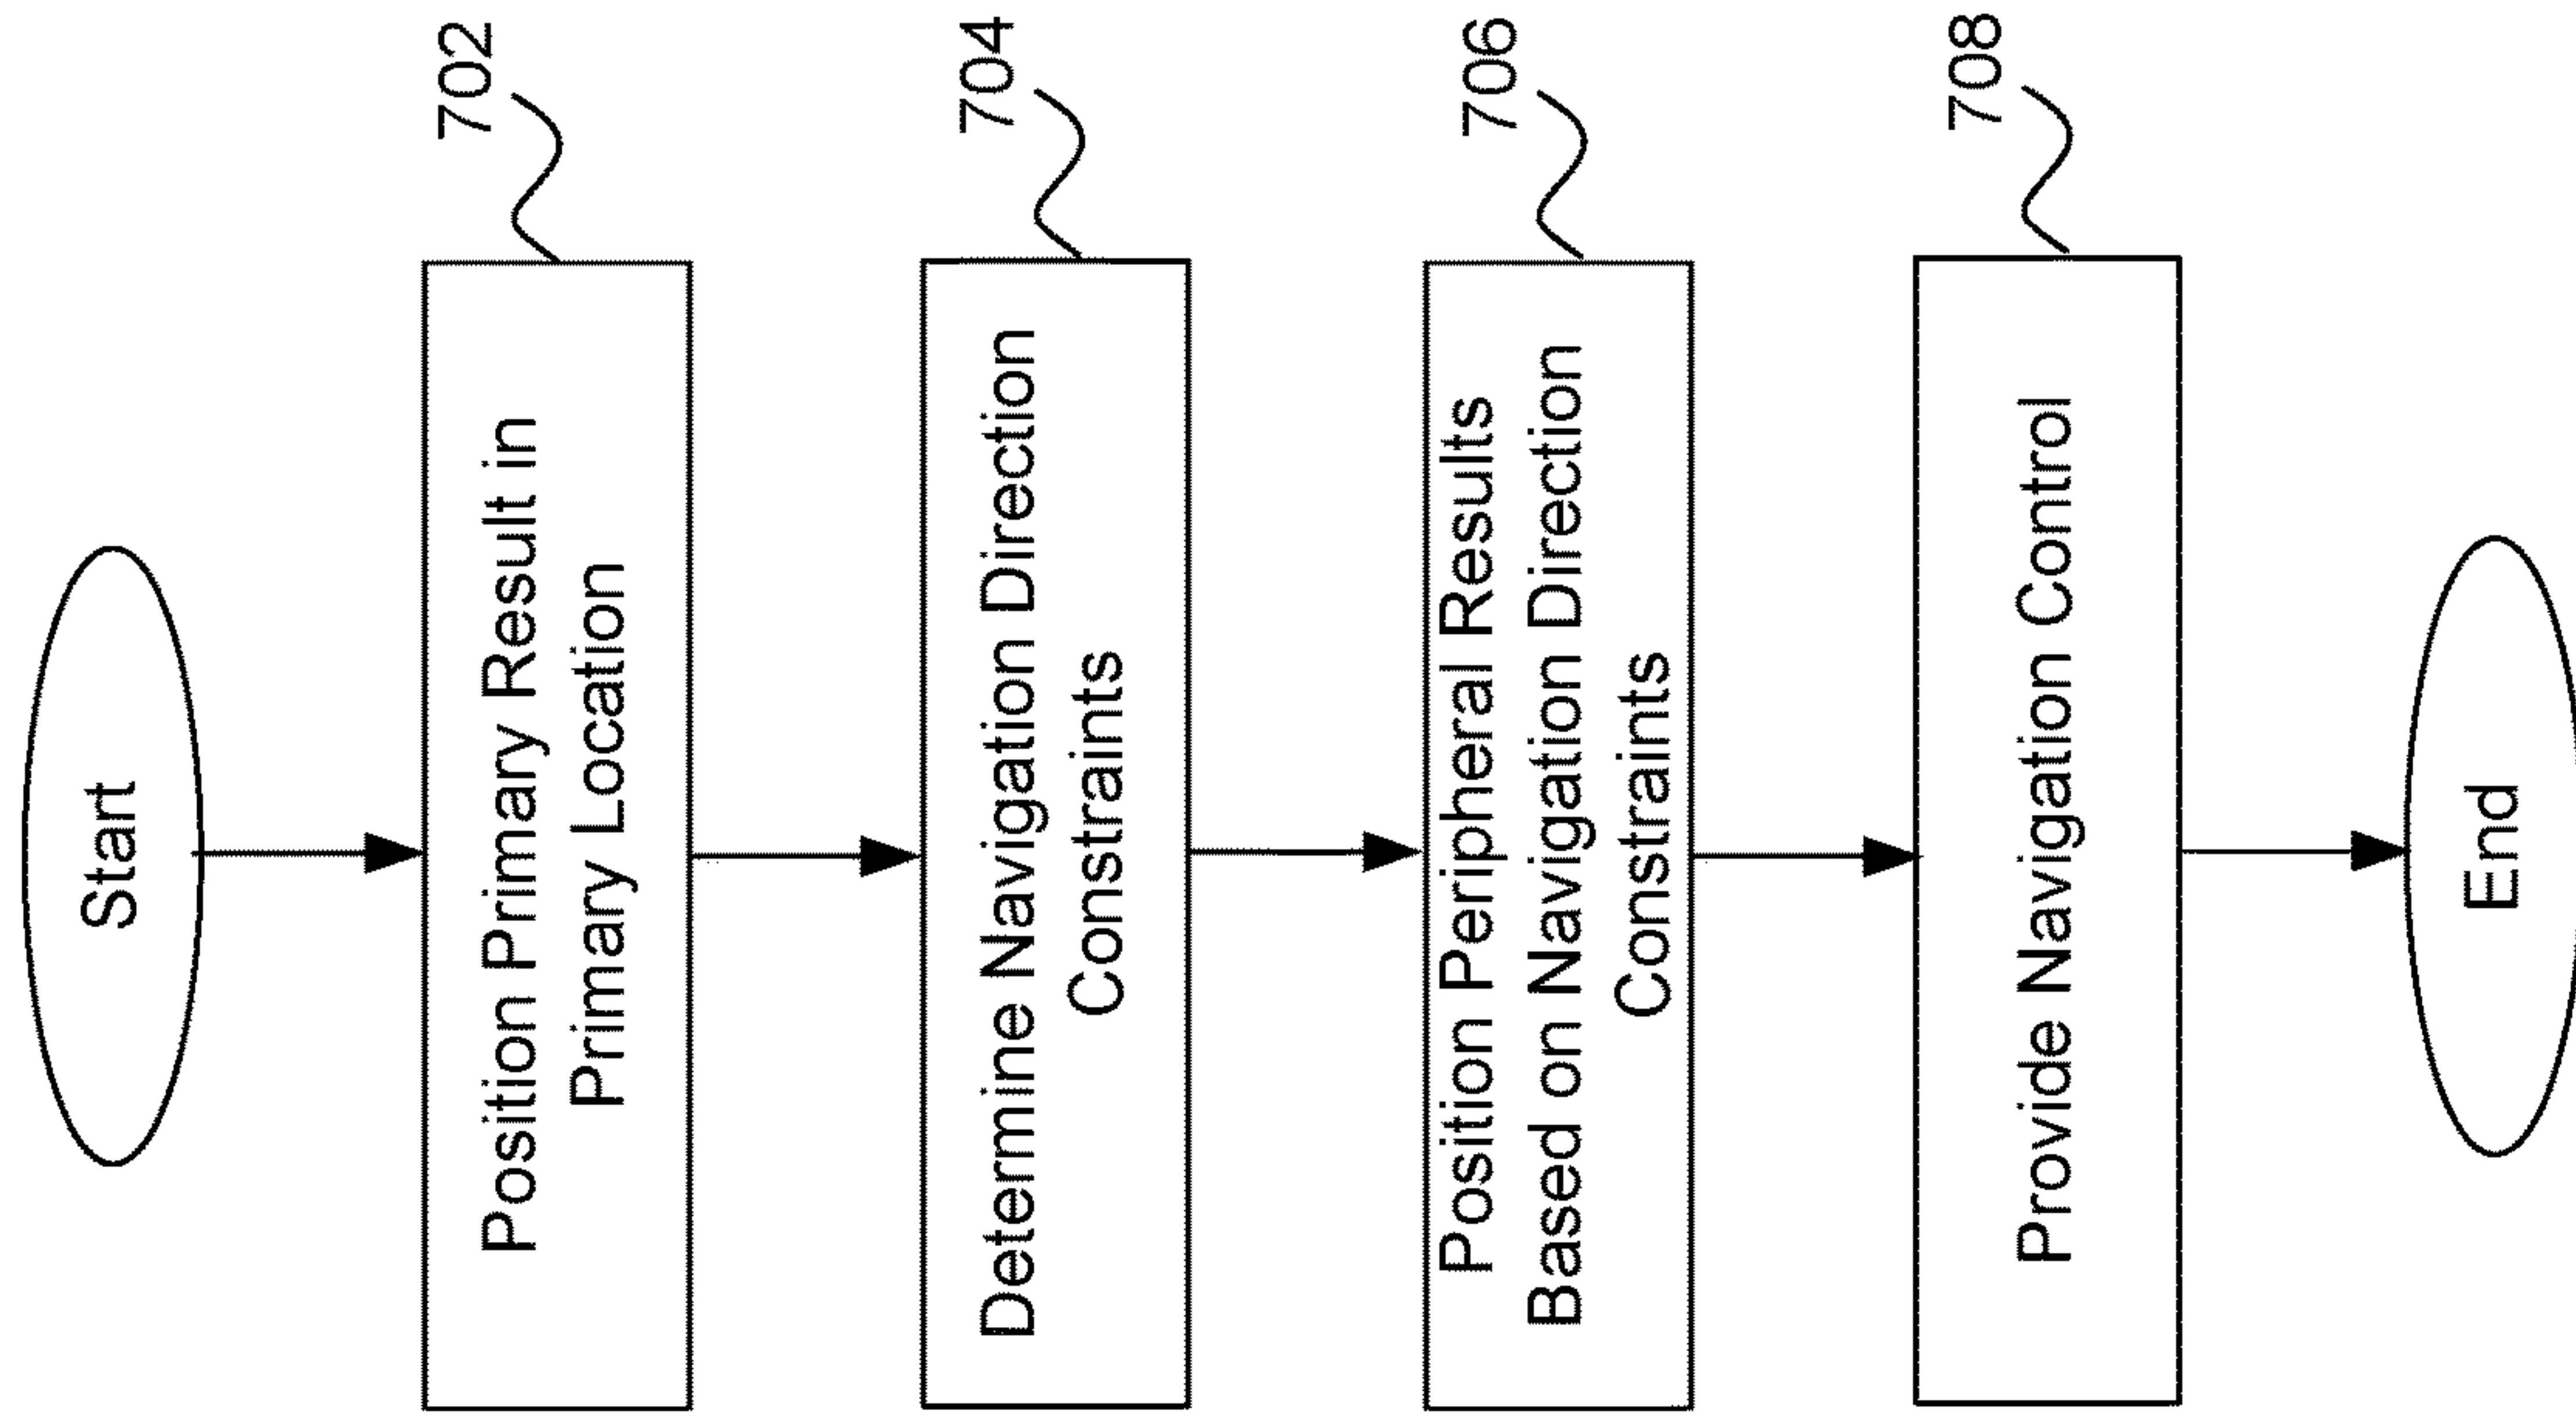 Start
702
Position Primary Result in
Primary Location
704
Determine Navigation Direction
Constraints
706
Position Peripheral Results
Based on Navigation Direction
Constraints
708
Provide Navigation Control
End